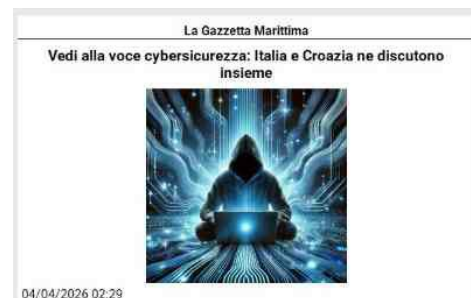 La Gazzetta Marittima
Vedi alla voce cybersicurezza: Italia e Croazia ne discutono
insieme
04/04/2026 02:29